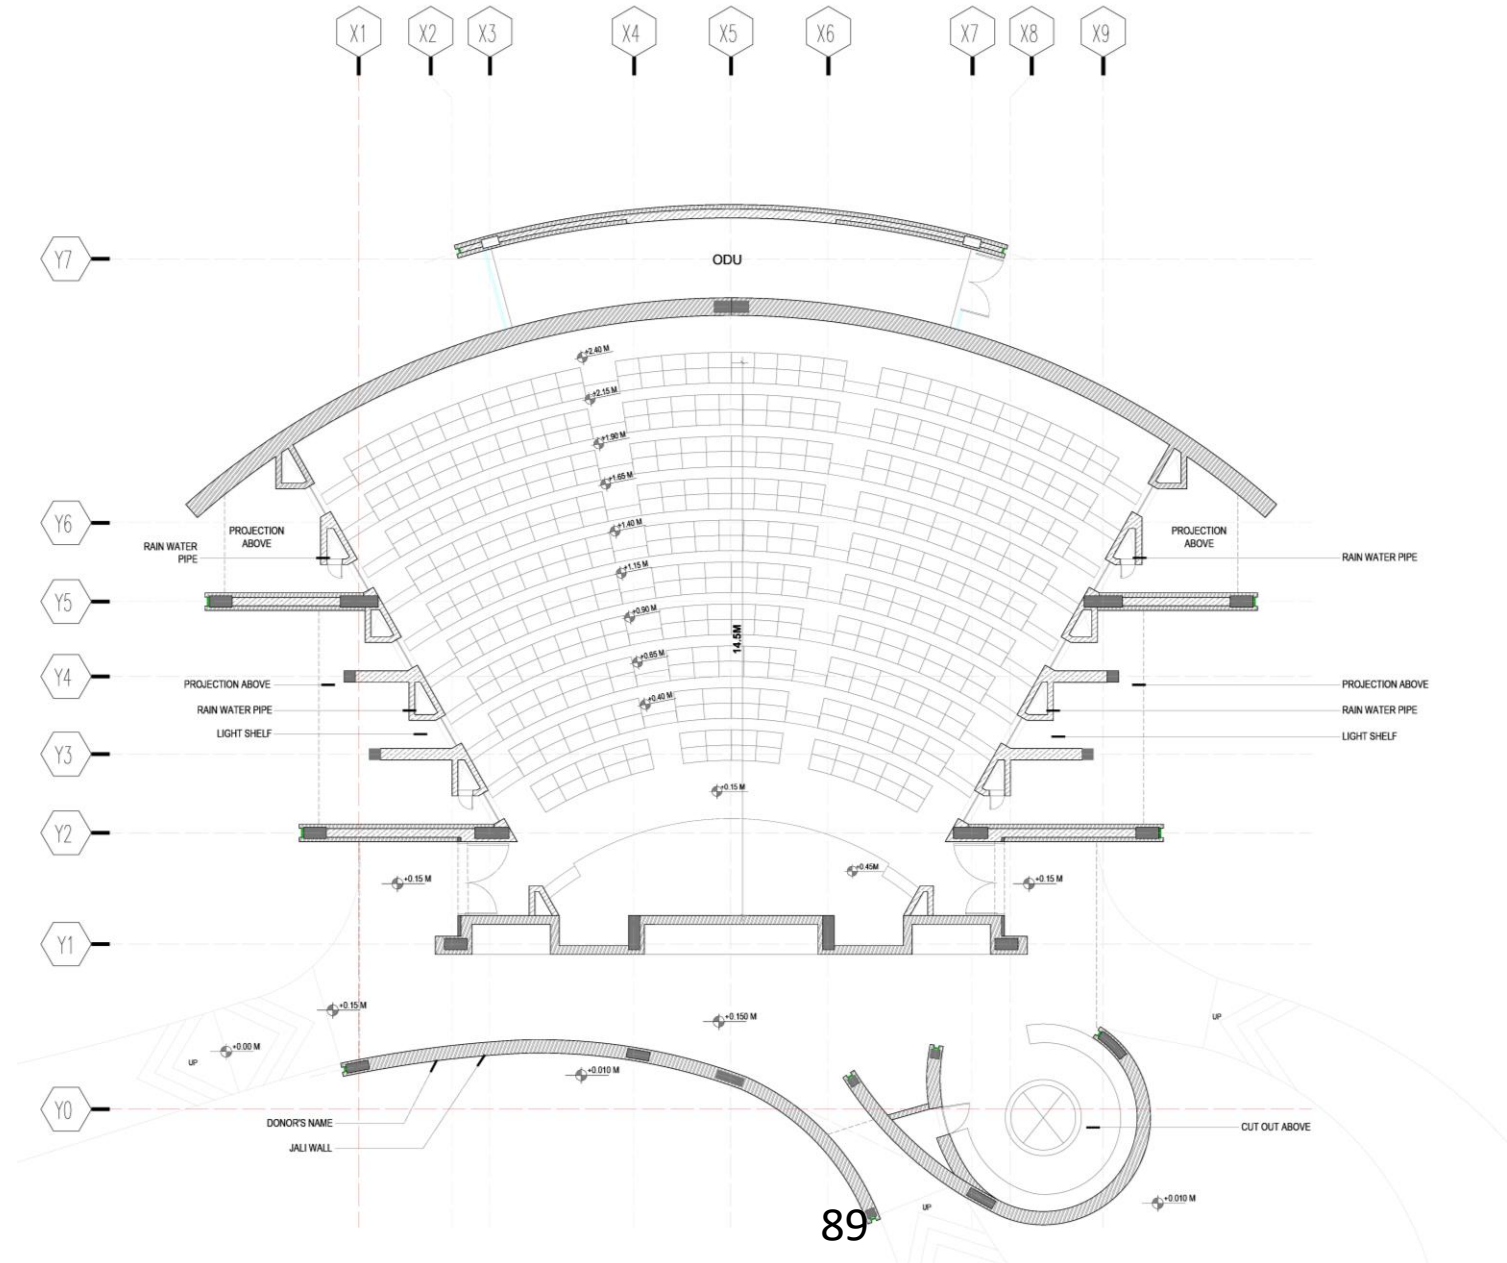 X1 X2 X3 X4 X5 X6 X7 X8 X9
Y7
ODU
+2.40 M
+2.15 M
+1.90 M
+1.65 M
Y6
PROJECTION
ABOVE
PROJECTION
ABOVE
+1.40 M
RAIN WATER
PIPE
RAIN WATER PIPE
+1.15 M
Y5
+0.90 M
14.5M
+0.65 M
Y4
PROJECTION ABOVE
PROJECTION ABOVE
+0.40 M
RAIN WATER PIPE
RAIN WATER PIPE
LIGHT SHELF
LIGHT SHELF
Y3
+0.15 M
Y2
+0.45M
+0.15 M
+0.15 M
Y1
+0.15 M
+0.150 M
UP
+0.00 M
UP
+0.010 M
Y0
DONOR'S NAME
CUT OUT ABOVE
JALI WALL
+0.010 M
UP
89